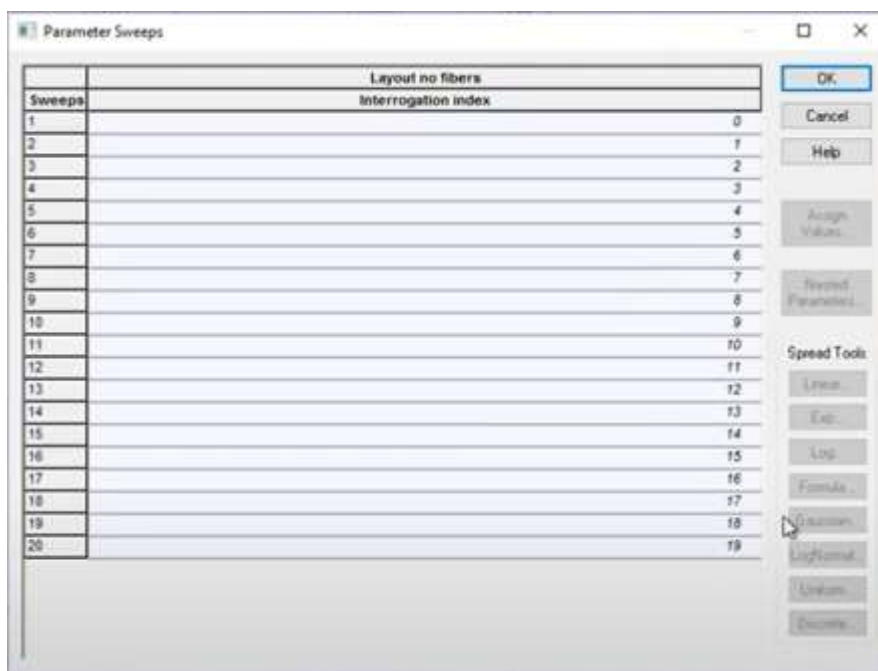 Parameter Sweeps
Layout no fibers
Sweeps Interrogation index
1 0
2 1
3 2
4 3
5 4
6 5
7 6
8 7
9 8
10 9
11 10
12 11
13 12
14 13
15 14
16 15
17 16
18 17
19 18
20 19
OK
Cancel
Help
Assign
Values...
Nested
Parameters...
Spread Tools
Linear...
Exp...
Log...
Formula...
Gaussian...
LogNormal...
Uniform...
Discrete...